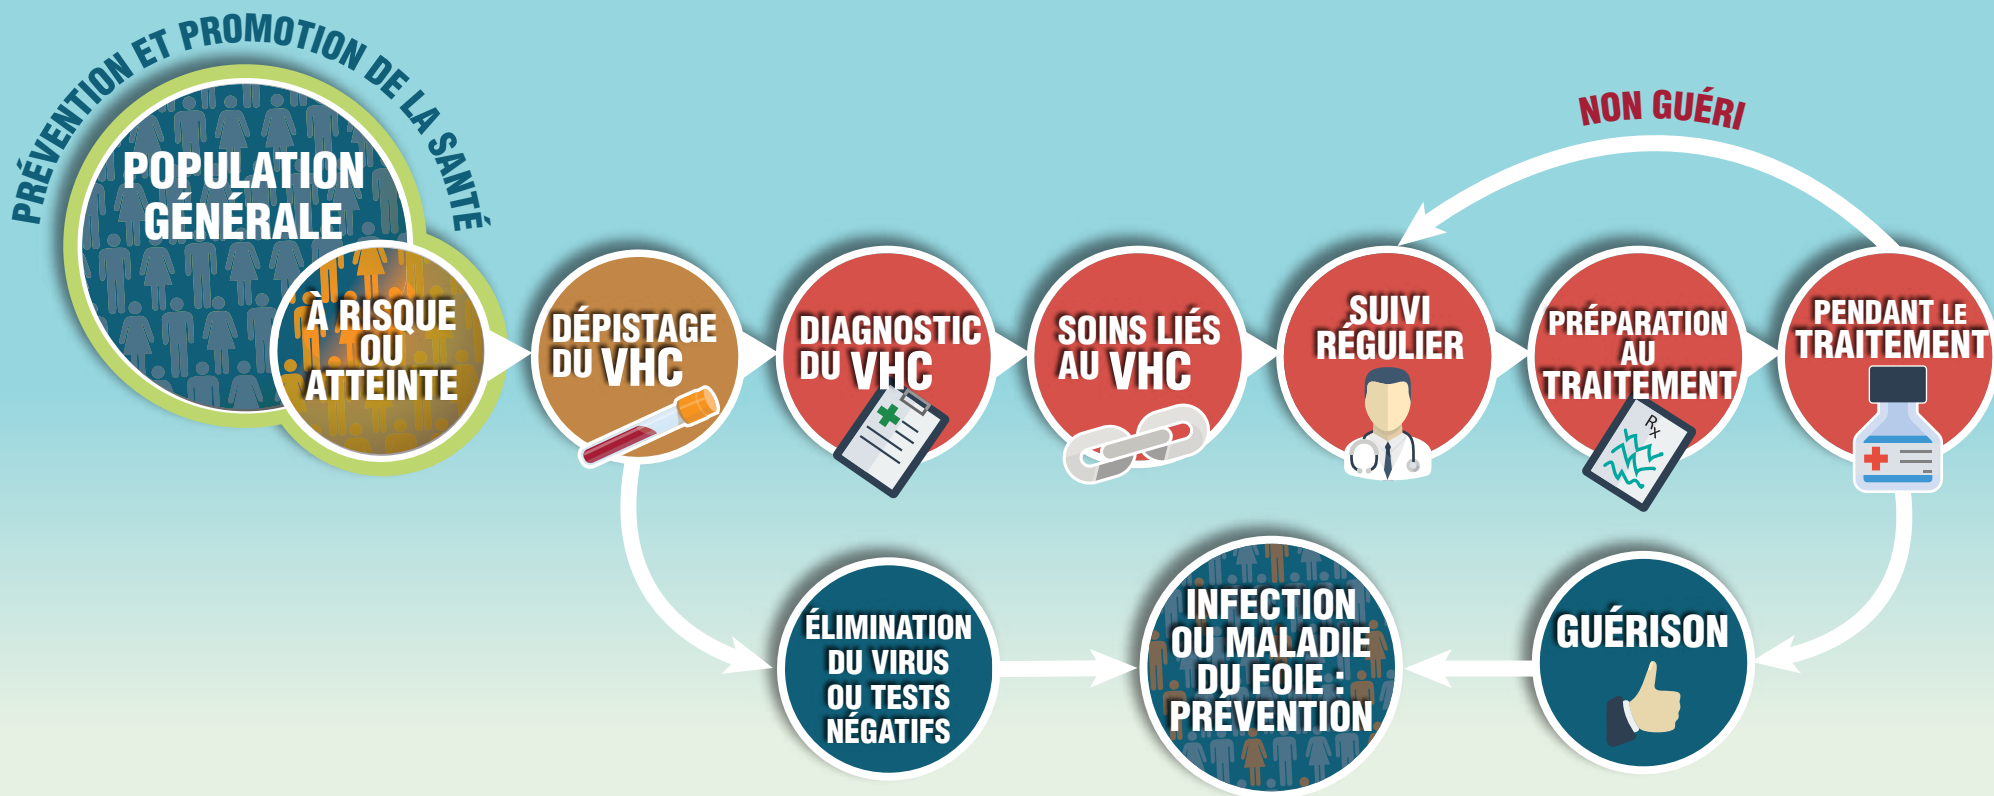 PRÉVENTION ET PROMOTION DE LA SANTÉ
POPULATION
GÉNÉRALE
À RISQUE
OU
ATTEINTE
DÉPISTAGE
DU VHC
DIAGNOSTIC
DU VHC
SOINS LIÉS
AU VHC
SUIVI
RÉGULIER
PRÉPARATION
AU
TRAITEMENT
Rx
PENDANT LE
TRAITEMENT
NON GUÉRI
ÉLIMINATION
DU VIRUS
OU TESTS
NÉGATIFS
INFECTION
OU MALADIE
DU FOIE :
PRÉVENTION
GUÉRISON